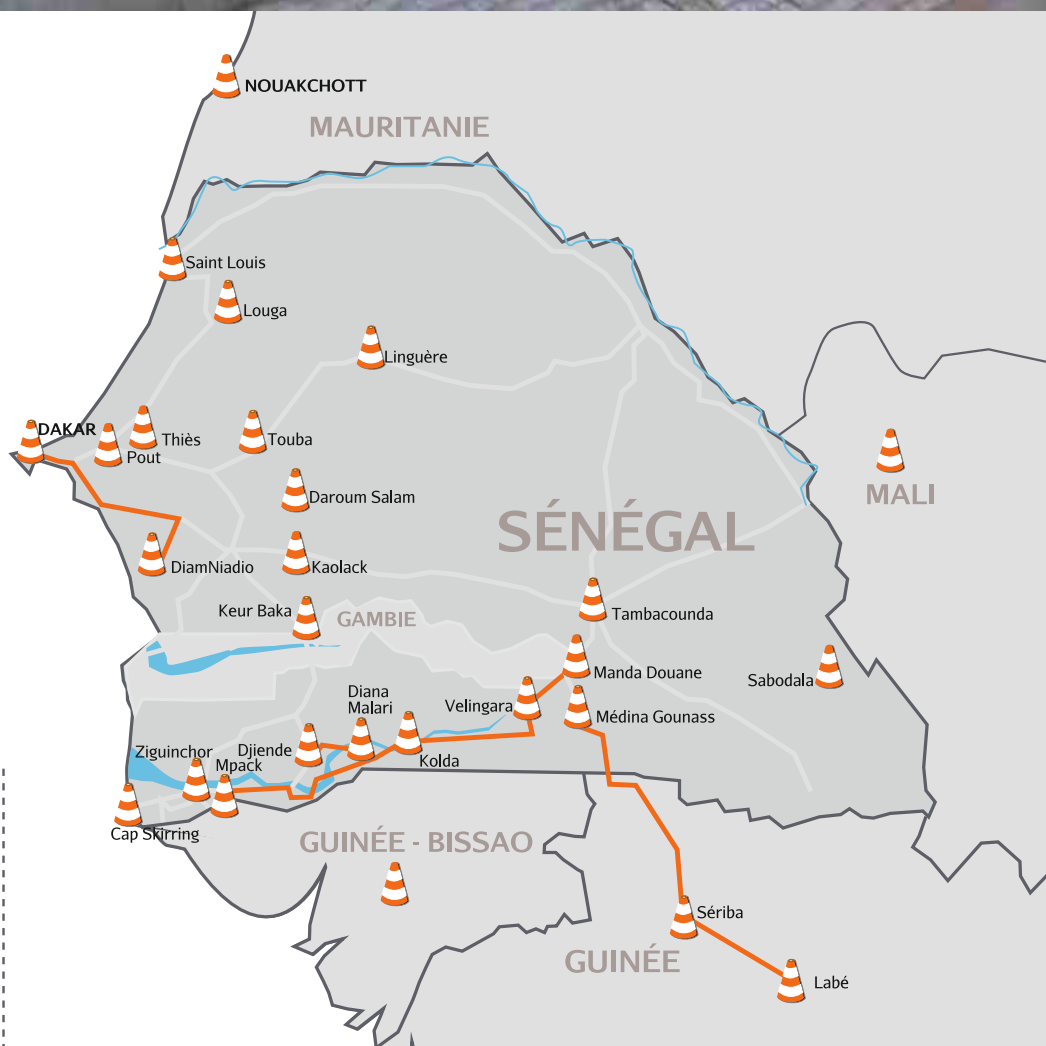 NOUAKCHOTT
MAURITANIE
Saint Louis
Louga
Linguère
DAKAR
Thiès
Touba
Pout
MALI
Daroum Salam
SÉNÉGAL
DiamNiadio
Kaolack
Keur Baka
GAMBIE
Tambacounda
Manda Douane
Sabodala
Diana
Malari
Velingara
Médina Gounass
Ziguinchor
Djiende
Mpack
Kolda
Cap Skirring
GUINÉE - BISSAO
Sériba
GUINÉE
Labé